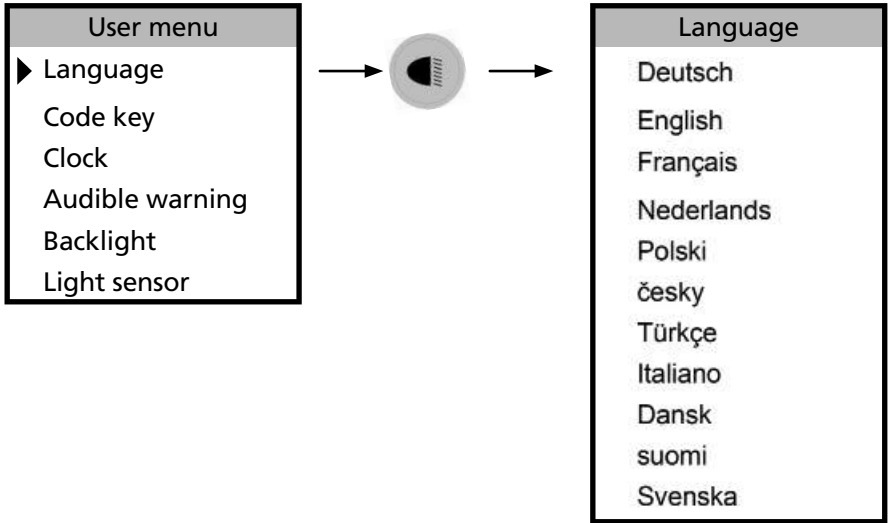 User menu
Language
Code key
Clock
Audible warning
Backlight
Light sensor
Language
Deutsch
English
Français
Nederlands
Polski
česky
Türkçe
Italiano
Dansk
suomi
Svenska